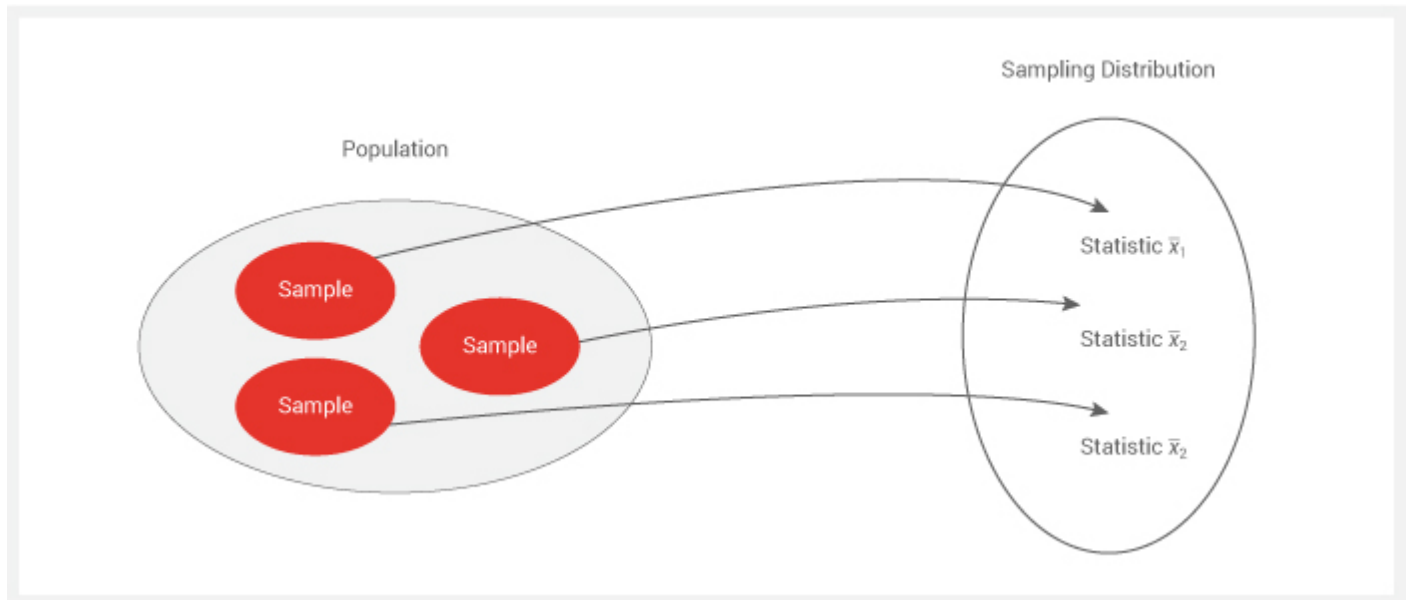 Sampling Distribution
Population
Sample
Sample
Sample
Statistic x̅₁
Statistic x̅₂
Statistic x̅₂